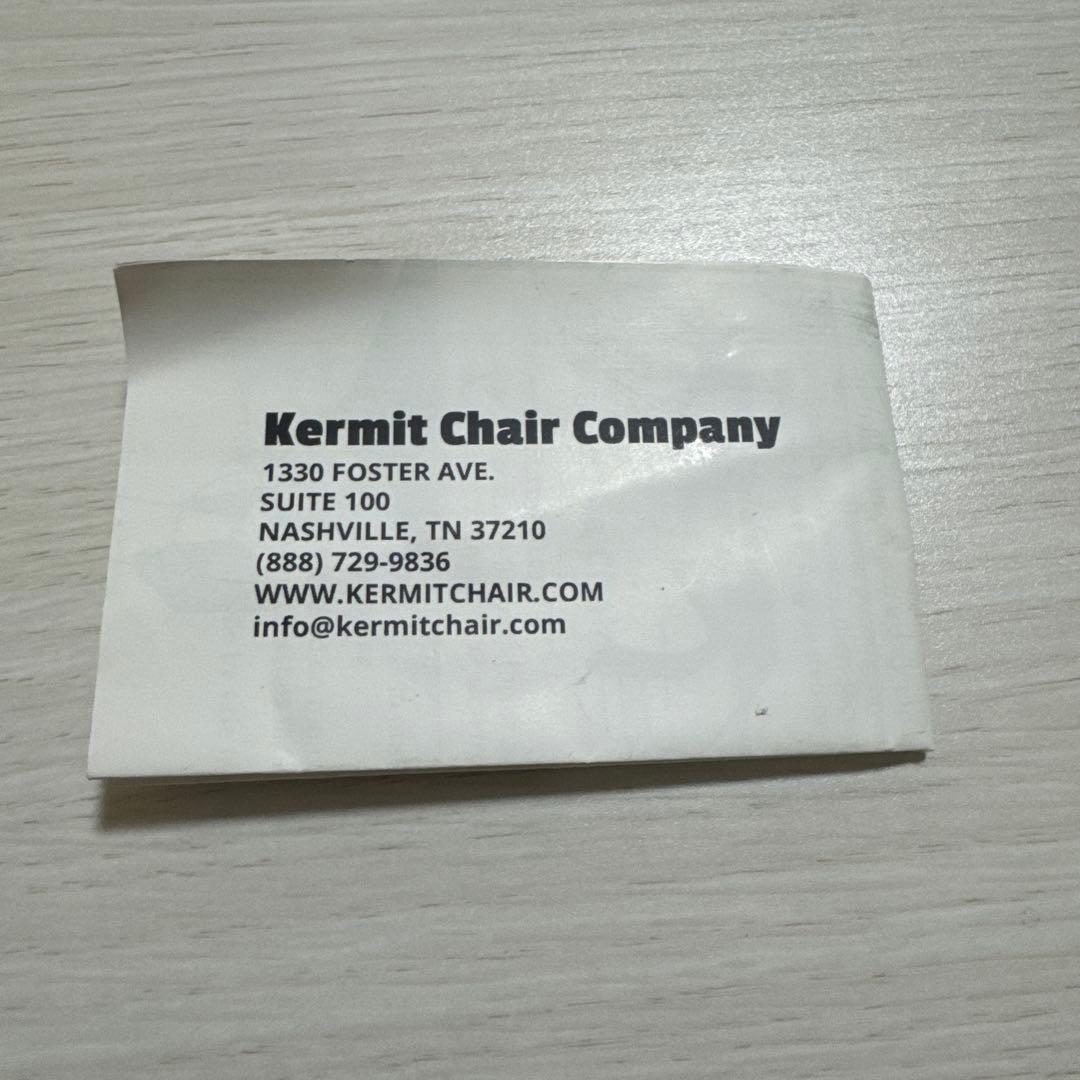 Kermit Chair Company
1330 FOSTER AVE.
SUITE 100
NASHVILLE, TN 37210
(888) 729-9836
WWW.KERMITCHAIR.COM
info@kermitchair.com